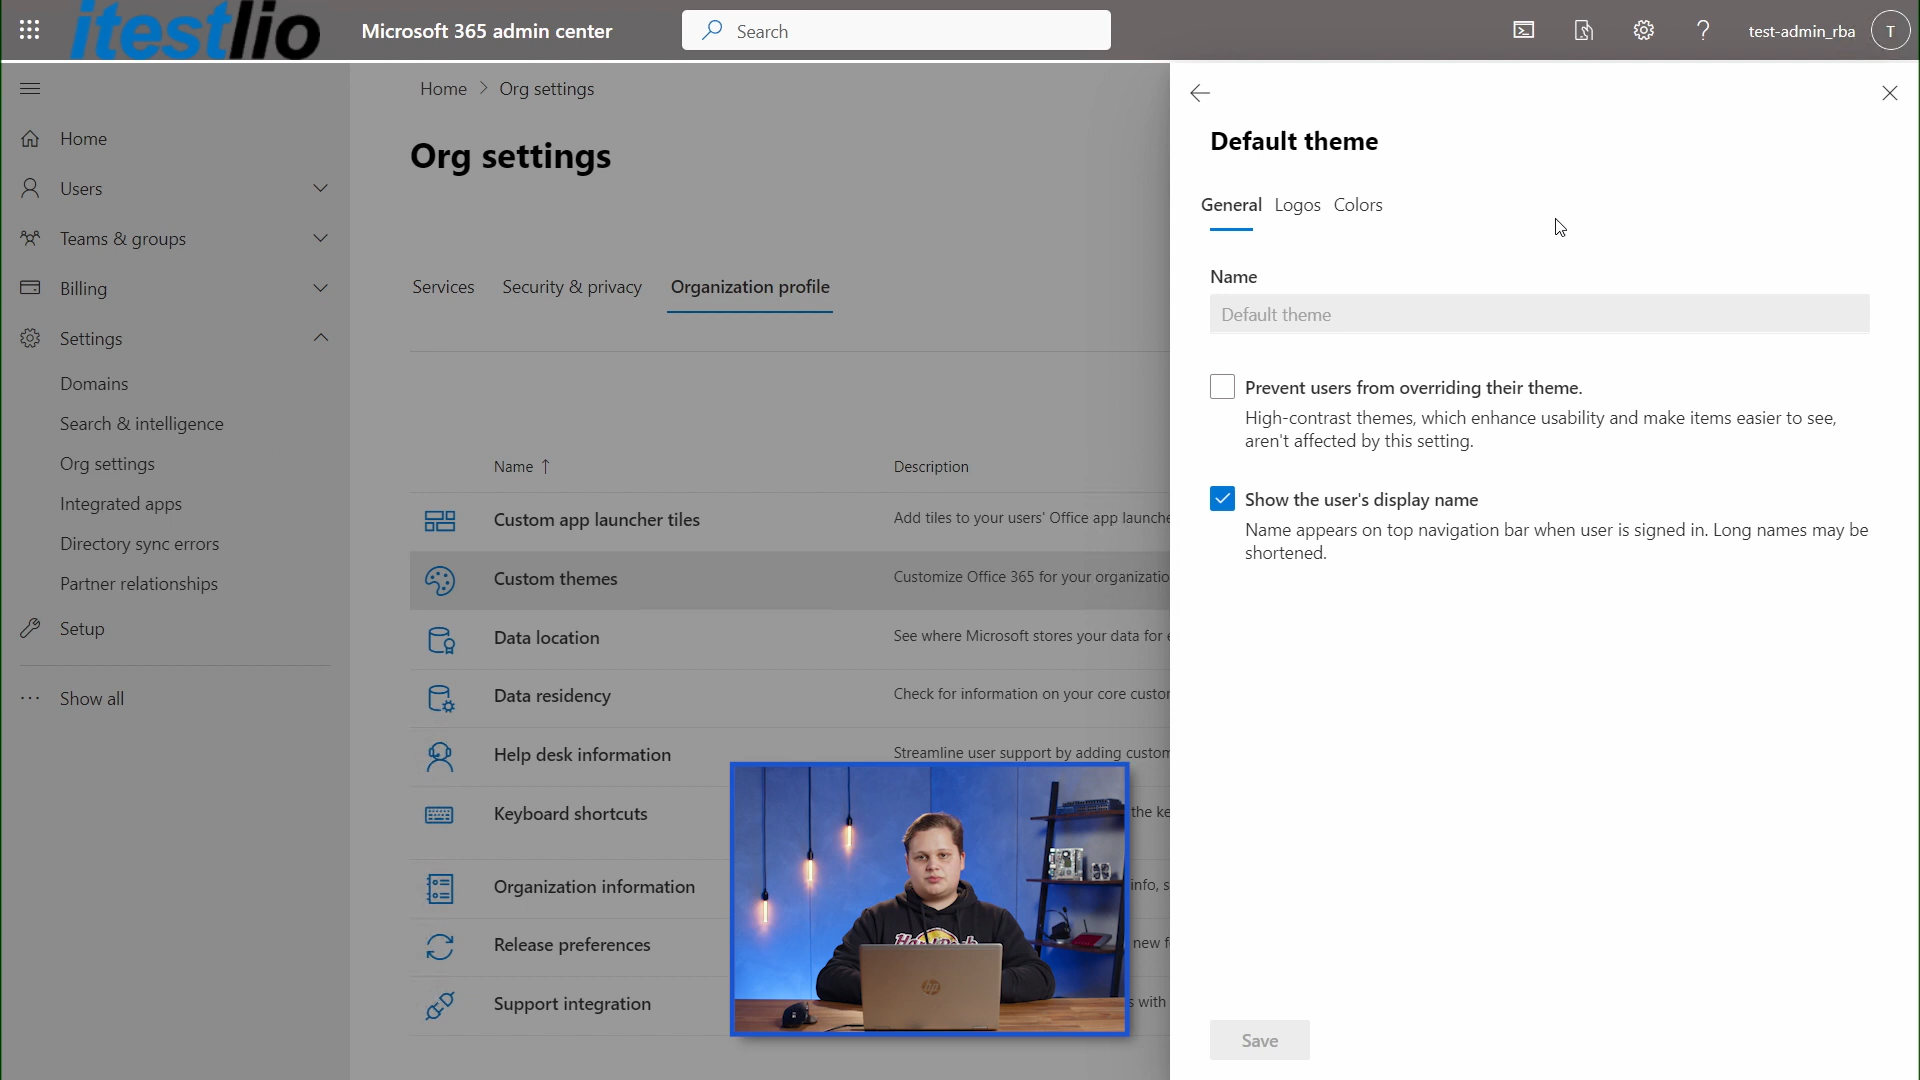 itestlio
Microsoft 365 admin center
Search
test-admin_rba
T
Home
Users
Teams & groups
Billing
Settings
Domains
Search & intelligence
Org settings
Integrated apps
Directory sync errors
Partner relationships
Setup
Show all
Home > Org settings
Org settings
Services Security & privacy Organization profile
Name ↑ Description
Custom app launcher tiles Add tiles to your users' Office app launche
Custom themes Customize Office 365 for your organizatio
Data location See where Microsoft stores your data for e
Data residency Check for information on your core custor
Help desk information Streamline user support by adding custom
Keyboard shortcuts the ke
Organization information info, s
Release preferences new f
Support integration s with
hp
Default theme
General Logos Colors
Name
Default theme
Prevent users from overriding their theme.
High-contrast themes, which enhance usability and make items easier to see,
aren't affected by this setting.
Show the user's display name
Name appears on top navigation bar when user is signed in. Long names may be
shortened.
Save